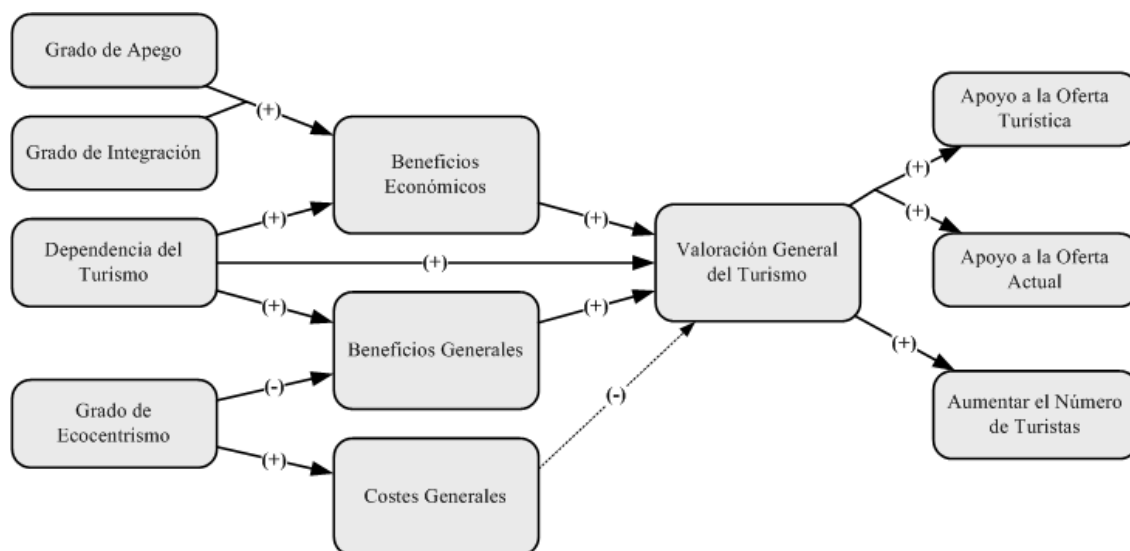 Grado de Apego
(+)
Grado de Integración
Beneficios
Económicos
(+)
Dependencia del
Turismo
(+)
(+)
(+)
Beneficios Generales
(+)
Grado de
Ecocentrismo
(-)
(+)
Costes Generales
(-)
Valoración General
del Turismo
(+)
Apoyo a la Oferta
Turística
(+)
Apoyo a la Oferta
Actual
(+)
Aumentar el Número
de Turistas